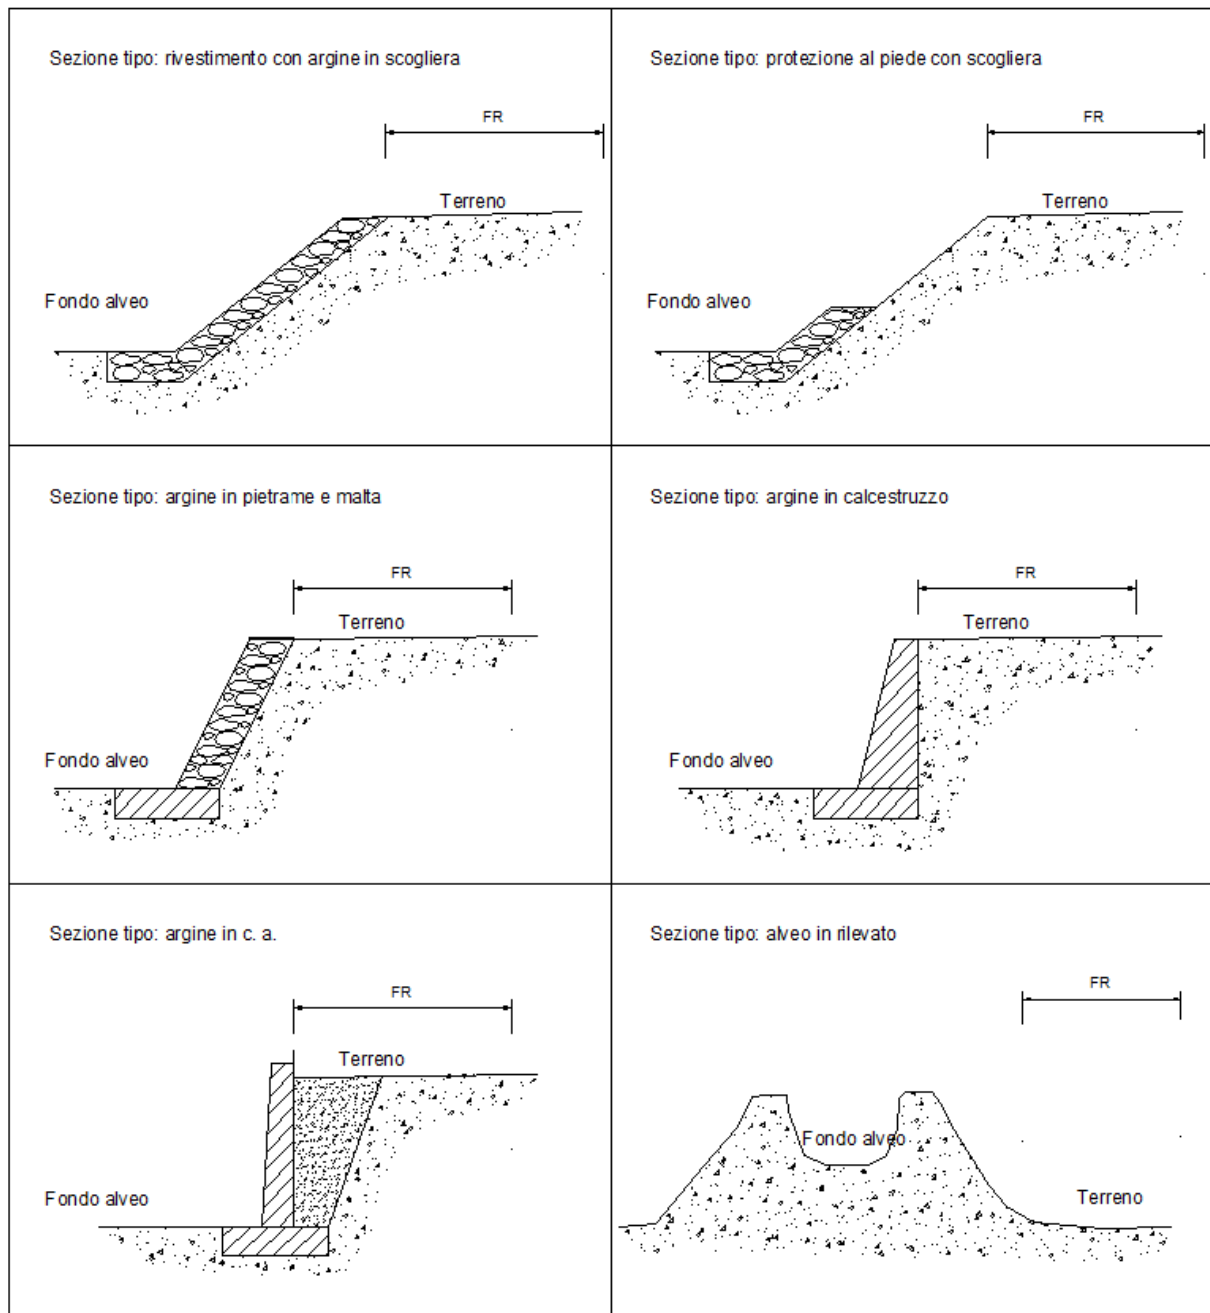 Sezione tipo: rivestimento con argine in scogliera
FR
Terreno
Fondo alveo
Sezione tipo: protezione al piede con scogliera
FR
Terreno
Fondo alveo
Sezione tipo: argine in pietrame e malta
FR
Terreno
Fondo alveo
Sezione tipo: argine in calcestruzzo
FR
Terreno
Fondo alveo
Sezione tipo: argine in c. a.
FR
Terreno
Fondo alveo
Sezione tipo: alveo in rilevato
FR
Fondo alveo
Terreno